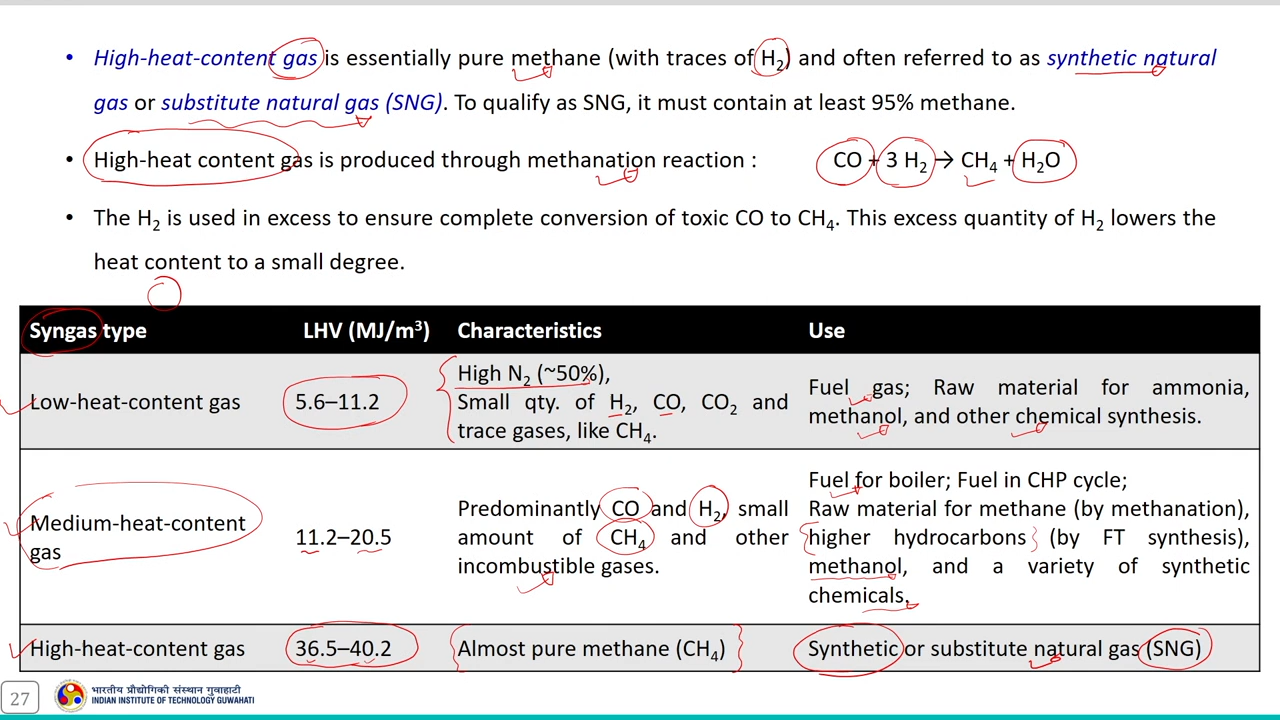 • High-heat-content gas is essentially pure methane (with traces of H₂) and often referred to as synthetic natural
gas or substitute natural gas (SNG). To qualify as SNG, it must contain at least 95% methane.
• High-heat content gas is produced through methanation reaction : CO + 3 H₂ → CH₄ + H₂O
• The H₂ is used in excess to ensure complete conversion of toxic CO to CH₄. This excess quantity of H₂ lowers the
heat content to a small degree.
Syngas type LHV (MJ/m³) Characteristics Use
Low-heat-content gas
5.6–11.2
High N₂ (~50%),
Small qty. of H₂, CO, CO₂ and
trace gases, like CH₄.
Fuel gas; Raw material for ammonia,
methanol, and other chemical synthesis.
Medium-heat-content
gas
11.2–20.5
Predominantly CO and H₂, small
amount of CH₄ and other
incombustible gases.
Fuel for boiler; Fuel in CHP cycle;
Raw material for methane (by methanation),
higher hydrocarbons (by FT synthesis),
methanol, and a variety of synthetic
chemicals.
High-heat-content gas
36.5–40.2
Almost pure methane (CH₄)
Synthetic or substitute natural gas (SNG)
27
भारतीय प्रौद्योगिकी संस्थान गुवाहाटी
INDIAN INSTITUTE OF TECHNOLOGY GUWAHATI